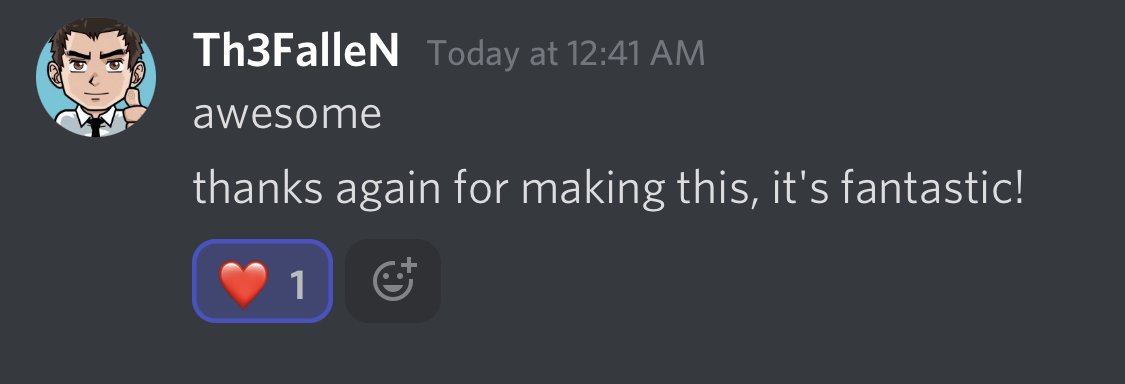 Th3FalleN Today at 12:41 AM
awesome
thanks again for making this, it's fantastic!
❤️ 1